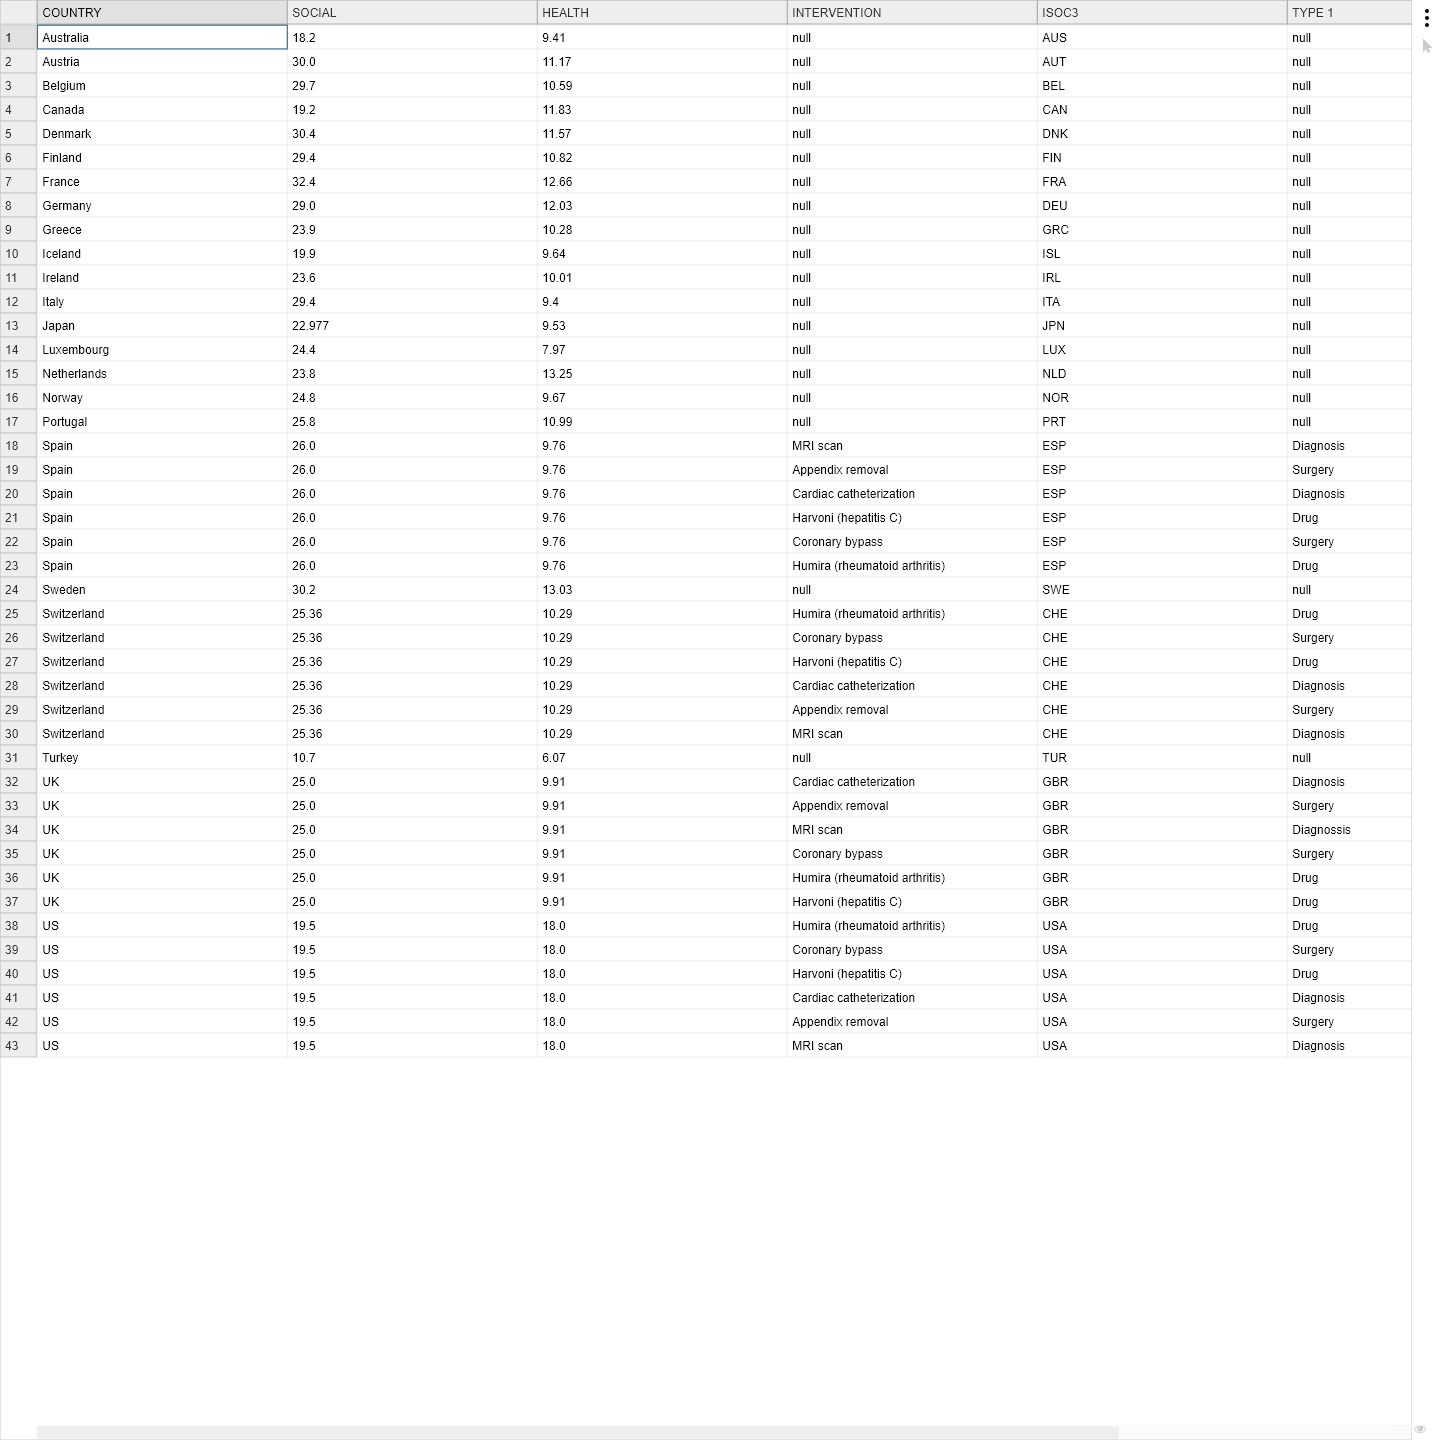 COUNTRY SOCIAL HEALTH INTERVENTION ISOC3 TYPE 1
1 Australia 18.2 9.41 null AUS null
2 Austria 30.0 11.17 null AUT null
3 Belgium 29.7 10.59 null BEL null
4 Canada 19.2 11.83 null CAN null
5 Denmark 30.4 11.57 null DNK null
6 Finland 29.4 10.82 null FIN null
7 France 32.4 12.66 null FRA null
8 Germany 29.0 12.03 null DEU null
9 Greece 23.9 10.28 null GRC null
10 Iceland 19.9 9.64 null ISL null
11 Ireland 23.6 10.01 null IRL null
12 Italy 29.4 9.4 null ITA null
13 Japan 22.977 9.53 null JPN null
14 Luxembourg 24.4 7.97 null LUX null
15 Netherlands 23.8 13.25 null NLD null
16 Norway 24.8 9.67 null NOR null
17 Portugal 25.8 10.99 null PRT null
18 Spain 26.0 9.76 MRI scan ESP Diagnosis
19 Spain 26.0 9.76 Appendix removal ESP Surgery
20 Spain 26.0 9.76 Cardiac catheterization ESP Diagnosis
21 Spain 26.0 9.76 Harvoni (hepatitis C) ESP Drug
22 Spain 26.0 9.76 Coronary bypass ESP Surgery
23 Spain 26.0 9.76 Humira (rheumatoid arthritis) ESP Drug
24 Sweden 30.2 13.03 null SWE null
25 Switzerland 25.36 10.29 Humira (rheumatoid arthritis) CHE Drug
26 Switzerland 25.36 10.29 Coronary bypass CHE Surgery
27 Switzerland 25.36 10.29 Harvoni (hepatitis C) CHE Drug
28 Switzerland 25.36 10.29 Cardiac catheterization CHE Diagnosis
29 Switzerland 25.36 10.29 Appendix removal CHE Surgery
30 Switzerland 25.36 10.29 MRI scan CHE Diagnosis
31 Turkey 10.7 6.07 null TUR null
32 UK 25.0 9.91 Cardiac catheterization GBR Diagnosis
33 UK 25.0 9.91 Appendix removal GBR Surgery
34 UK 25.0 9.91 MRI scan GBR Diagnossis
35 UK 25.0 9.91 Coronary bypass GBR Surgery
36 UK 25.0 9.91 Humira (rheumatoid arthritis) GBR Drug
37 UK 25.0 9.91 Harvoni (hepatitis C) GBR Drug
38 US 19.5 18.0 Humira (rheumatoid arthritis) USA Drug
39 US 19.5 18.0 Coronary bypass USA Surgery
40 US 19.5 18.0 Harvoni (hepatitis C) USA Drug
41 US 19.5 18.0 Cardiac catheterization USA Diagnosis
42 US 19.5 18.0 Appendix removal USA Surgery
43 US 19.5 18.0 MRI scan USA Diagnosis